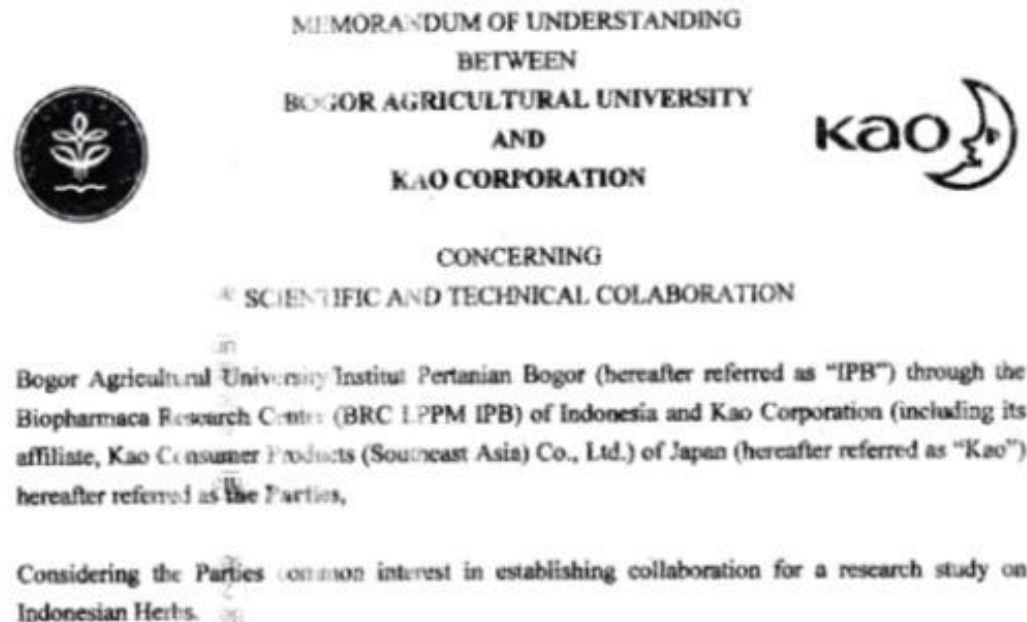 MEMORANDUM OF UNDERSTANDING
BETWEEN
BOGOR AGRICULTURAL UNIVERSITY
AND
KAO CORPORATION
Kao
CONCERNING
SCIENTIFIC AND TECHNICAL COLABORATION
Bogor Agricultural University/Institut Pertanian Bogor (hereafter referred as “IPB”) through the
Biopharmaca Research Center (BRC LPPM IPB) of Indonesia and Kao Corporation (including its
affiliate, Kao Consumer Products (Southeast Asia) Co., Ltd.) of Japan (hereafter referred as “Kao”)
hereafter referred as the Parties,
Considering the Parties common interest in establishing collaboration for a research study on
Indonesian Herbs.